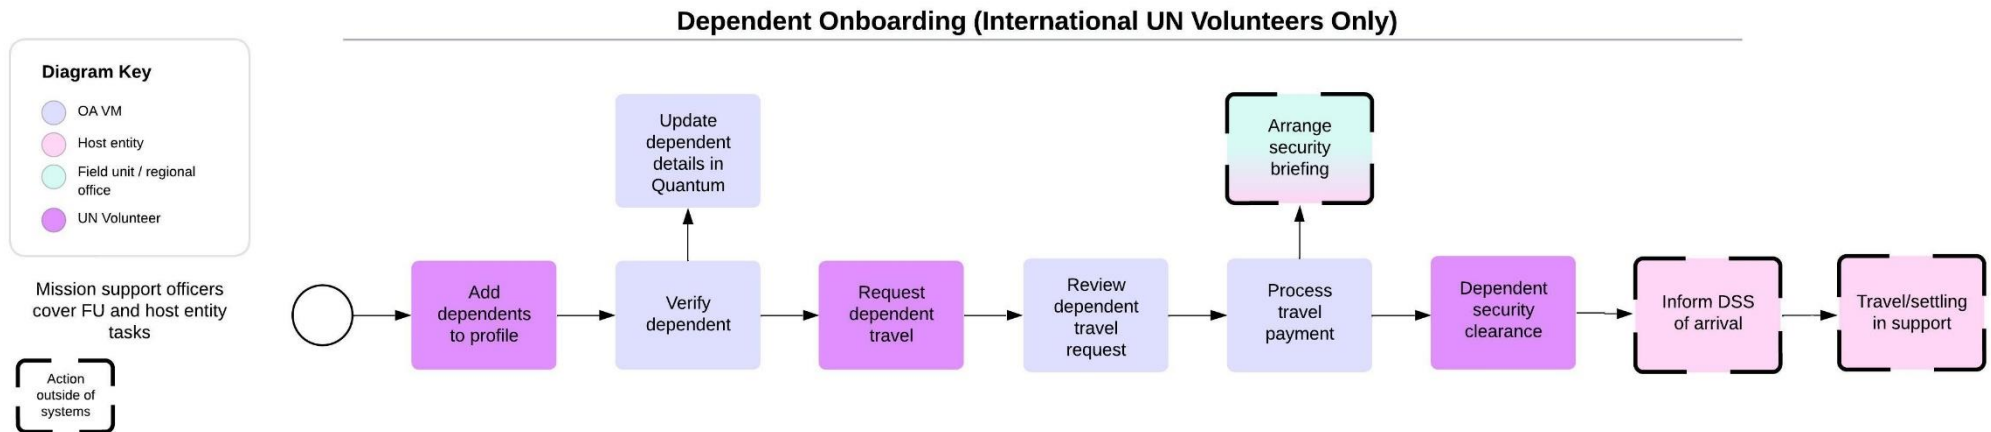 Dependent Onboarding (International UN Volunteers Only)
Diagram Key
OA VM
Host entity
Field unit / regional
office
UN Volunteer
Mission support officers
cover FU and host entity
tasks
Action
outside of
systems
Add
dependents
to profile
Update
dependent
details in
Quantum
Verify
dependent
Request
dependent
travel
Review
dependent
travel
request
Arrange
security
briefing
Process
travel
payment
Dependent
security
clearance
Inform DSS
of arrival
Travel/settling
in support